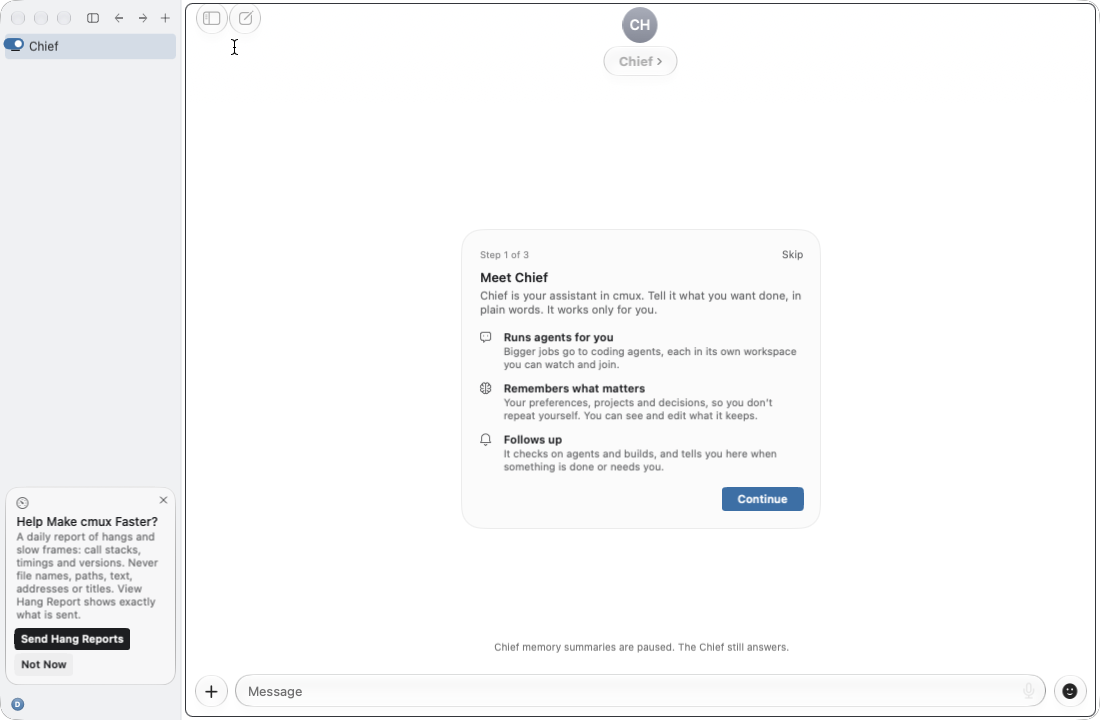 Chief
CH
Chief >
Step 1 of 3
Skip
Meet Chief
Chief is your assistant in cmux. Tell it what you want done, in
plain words. It works only for you.
Runs agents for you
Bigger jobs go to coding agents, each in its own workspace
you can watch and join.
Remembers what matters
Your preferences, projects and decisions, so you don't
repeat yourself. You can see and edit what it keeps.
Follows up
It checks on agents and builds, and tells you here when
something is done or needs you.
Continue
Help Make cmux Faster?
A daily report of hangs and
slow frames: call stacks,
timings and versions. Never
file names, paths, text,
addresses or titles. View
Hang Report shows exactly
what is sent.
Send Hang Reports
Not Now
D
Chief memory summaries are paused. The Chief still answers.
Message